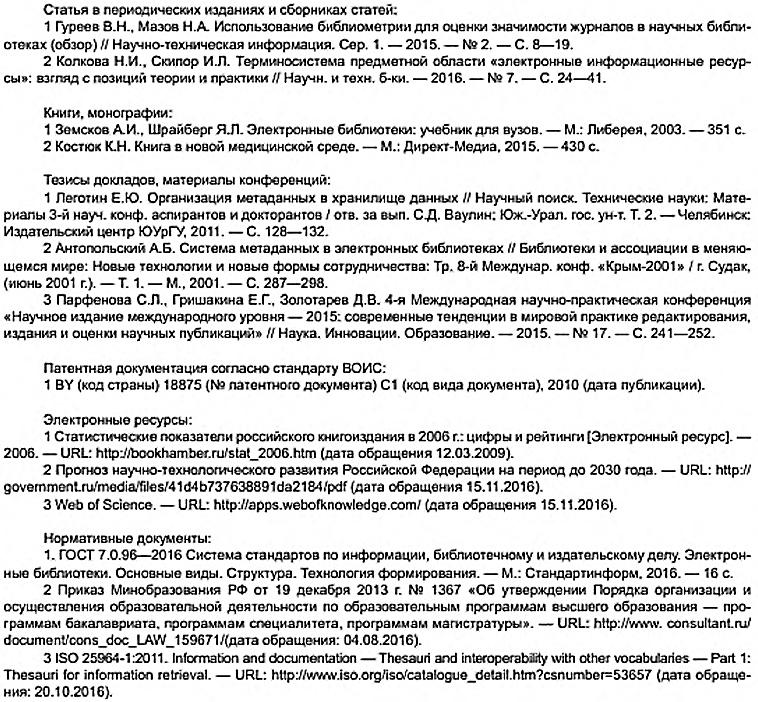 Статья в периодических изданиях и сборниках статей:
1 Гуреев В.Н., Мазов Н.А. Использование библиометрии для оценки значимости журналов в научных библи-
отеках (обзор) // Научно-техническая информация. Сер. 1. — 2015. — № 2. — С. 8—19.
2 Колкова Н.И., Скипор И.Л. Терминосистема предметной области «электронные информационные ресур-
сы»: взгляд с позиций теории и практики // Научн. и техн. б-ки. — 2016. — № 7. — С. 24—41.
Книги, монографии:
1 Земсков А.И., Шрайберг Я.Л. Электронные библиотеки: учебник для вузов. — М.: Либерея, 2003. — 351 с.
2 Костюк К.Н. Книга в новой медицинской среде. — М.: Директ-Медиа, 2015. — 430 с.
Тезисы докладов, материалы конференций:
1 Леготин Е.Ю. Организация метаданных в хранилище данных // Научный поиск. Технические науки: Мате-
риалы 3-й науч. конф. аспирантов и докторантов / отв. за вып. С.Д. Ваулин; Юж.-Урал. гос. ун-т. Т. 2. — Челябинск:
Издательский центр ЮУрГУ, 2011. — С. 128—132.
2 Антопольский А.Б. Система метаданных в электронных библиотеках // Библиотеки и ассоциации в меняю-
щемся мире: Новые технологии и новые формы сотрудничества: Тр. 8-й Междунар. конф. «Крым-2001» / г. Судак,
(июнь 2001 г.). — Т. 1. — М., 2001. — С. 287—298.
3 Парфенова С.Л., Гришакина Е.Г., Золотарев Д.В. 4-я Международная научно-практическая конференция
«Научное издание международного уровня — 2015: современные тенденции в мировой практике редактирования,
издания и оценки научных публикаций» // Наука. Инновации. Образование. — 2015. — № 17. — С. 241—252.
Патентная документация согласно стандарту ВОИС:
1 BY (код страны) 18875 (№ патентного документа) С1 (код вида документа), 2010 (дата публикации).
Электронные ресурсы:
1 Статистические показатели российского книгоиздания в 2006 г.: цифры и рейтинги [Электронный ресурс]. —
2006. — URL: http://bookhamber.ru/stat_2006.htm (дата обращения 12.03.2009).
2 Прогноз научно-технологического развития Российской Федерации на период до 2030 года. — URL: http://
government.ru/media/files/41d4b737638891da2184/pdf (дата обращения 15.11.2016).
3 Web of Science. — URL: http://apps.webofknowledge.com/ (дата обращения 15.11.2016).
Нормативные документы:
1. ГОСТ 7.0.96—2016 Система стандартов по информации, библиотечному и издательскому делу. Электрон-
ные библиотеки. Основные виды. Структура. Технология формирования. — М.: Стандартинформ, 2016. — 16 с.
2 Приказ Минобразования РФ от 19 декабря 2013 г. № 1367 «Об утверждении Порядка организации и
осуществления образовательной деятельности по образовательным программам высшего образования — про-
граммам бакалавриата, программам специалитета, программам магистратуры». — URL: http://www. consultant.ru/
document/cons_doc_LAW_159671/(дата обращения: 04.08.2016).
3 ISO 25964-1:2011. Information and documentation — Thesauri and interoperability with other vocabularies — Part 1:
Thesauri for information retrieval. — URL: http://www.iso.org/iso/catalogue_detail.htm?csnumber=53657 (дата обраще-
ния: 20.10.2016).